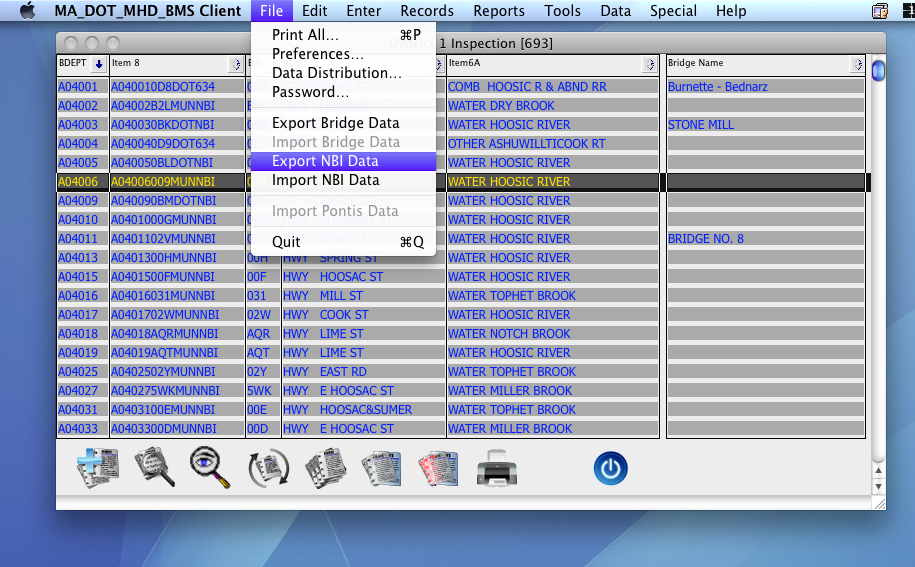 MA_DOT_MHD_BMS Client File Edit Enter Records Reports Tools Data Special Help
Print All... ⌘P
Preferences...
Data Distribution...
Password...
Export Bridge Data
Import Bridge Data
Export NBI Data
Import NBI Data
Import Pontis Data
Quit ⌘Q
1 Inspection [693]
BDEPT Item 8 Item6A Bridge Name
A04001 A040010D8DOT634 COMB HOOSIC R & ABND RR Burnette - Bednarz
A04002 A04002B2LMUNNBI WATER DRY BROOK
A04003 A040030BKDOTNBI WATER HOOSIC RIVER STONE MILL
A04004 A040040D9DOT634 OTHER ASHUWILLTICOOK RT
A04005 A040050BLDOTNBI WATER HOOSIC RIVER
A04006 A04006009MUNNBI WATER HOOSIC RIVER
A04009 A040090BMDOTNBI WATER HOOSIC RIVER
A04010 A0401000GMUNNBI WATER HOOSIC RIVER
A04011 A0401102VMUNNBI WATER HOOSIC RIVER BRIDGE NO. 8
A04013 A0401300HMUNNBI 00H HWY SPRING ST WATER HOOSIC RIVER
A04015 A0401500FMUNNBI 00F HWY HOOSAC ST WATER HOOSIC RIVER
A04016 A04016031MUNNBI 031 HWY MILL ST WATER TOPHET BROOK
A04017 A0401702WMUNNBI 02W HWY COOK ST WATER HOOSIC RIVER
A04018 A04018AQRMUNNBI AQR HWY LIME ST WATER NOTCH BROOK
A04019 A04019AQTMUNNBI AQT HWY LIME ST WATER HOOSIC RIVER
A04025 A0402502YMUNNBI 02Y HWY EAST RD WATER TOPHET BROOK
A04027 A040275WKMUNNBI 5WK HWY E HOOSAC ST WATER MILLER BROOK
A04031 A0403100EMUNNBI 00E HWY HOOSAC&SUMER WATER TOPHET BROOK
A04033 A0403300DMUNNBI 00D HWY E HOOSAC ST WATER MILLER BROOK